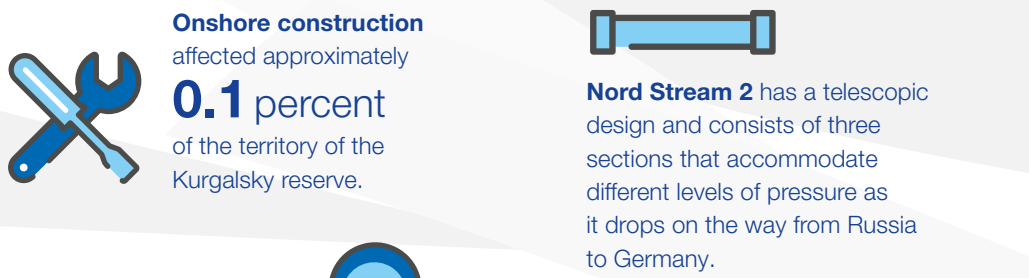 Onshore construction
affected approximately
0.1 percent
of the territory of the
Kurgalsky reserve.
Nord Stream 2 has a telescopic
design and consists of three
sections that accommodate
different levels of pressure as
it drops on the way from Russia
to Germany.